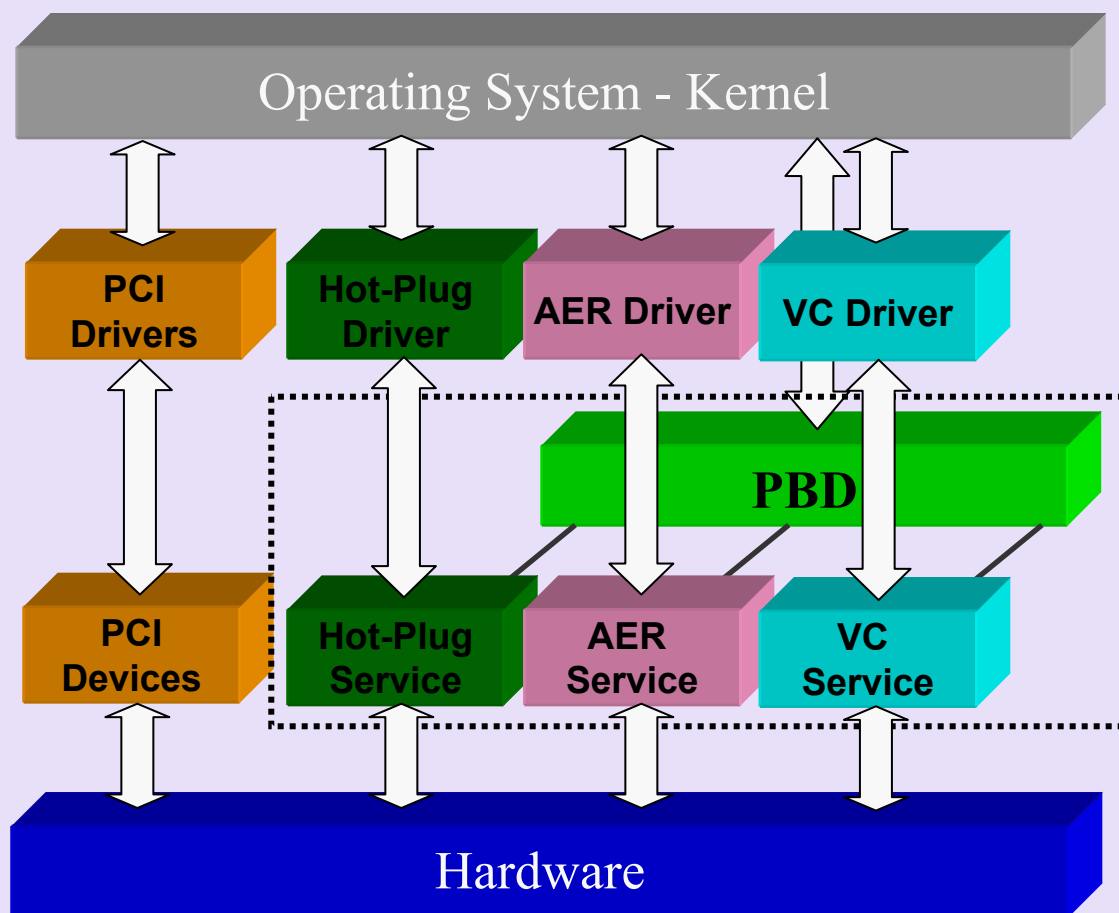 Operating System - Kernel
PCI
Drivers
Hot-Plug
Driver
AER Driver
VC Driver
PBD
PCI
Devices
Hot-Plug
Service
AER
Service
VC
Service
Hardware